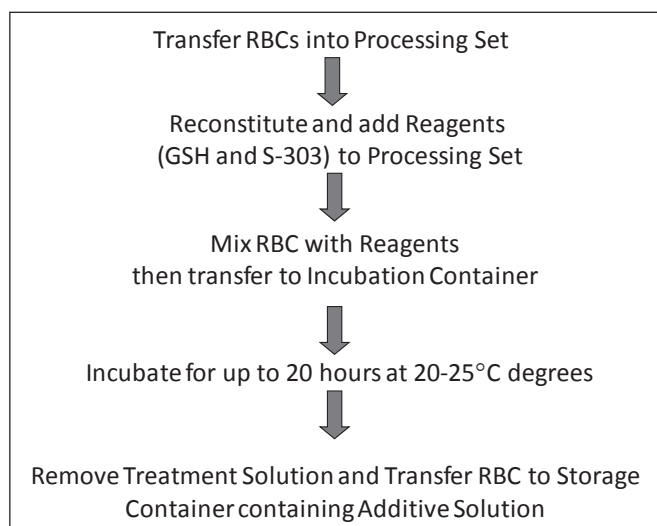 Transfer RBCs into Processing Set
Reconstitute and add Reagents
(GSH and S-303) to Processing Set
Mix RBC with Reagents
then transfer to Incubation Container
Incubate for up to 20 hours at 20-25°C degrees
Remove Treatment Solution and Transfer RBC to Storage
Container containing Additive Solution